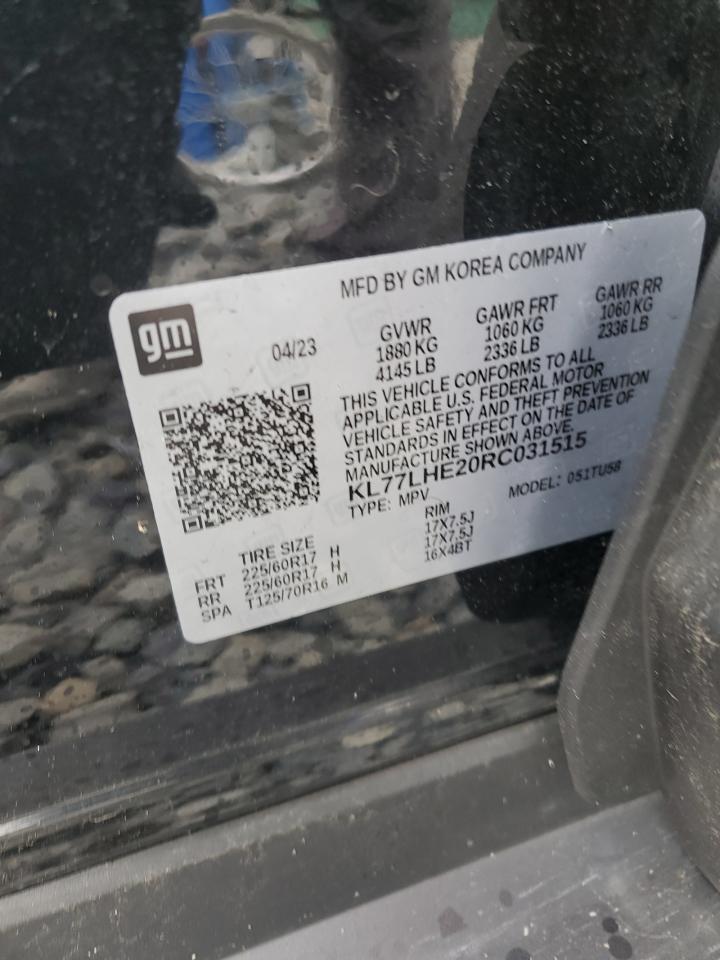 MFD BY GM KOREA COMPANY
gm
04/23
GVWR
1880 KG
4145 LB
GAWR FRT
1060 KG
2336 LB
GAWR RR
1060 KG
2336 LB
THIS VEHICLE CONFORMS TO ALL
APPLICABLE U.S. FEDERAL MOTOR
VEHICLE SAFETY AND THEFT PREVENTION
STANDARDS IN EFFECT ON THE DATE OF
MANUFACTURE SHOWN ABOVE.
KL77LHE20RC031515
TYPE: MPV
MODEL: 0S1TU58
TIRE SIZE RIM
FRT 225/60R17 H 17X7.5J
RR 225/60R17 H 17X7.5J
SPA T125/70R16 M 16X4BT